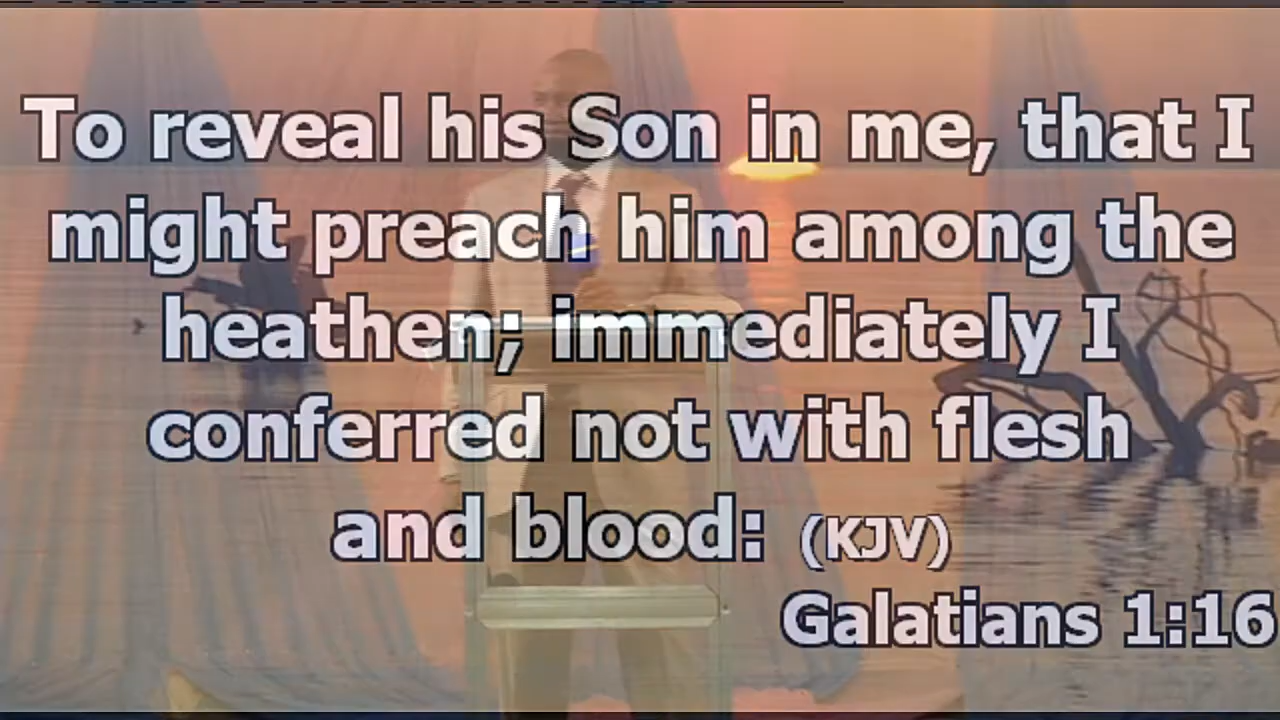 To reveal his Son in me, that I
might preach him among the
heathen; immediately I
conferred not with flesh
and blood: (KJV)
Galatians 1:16